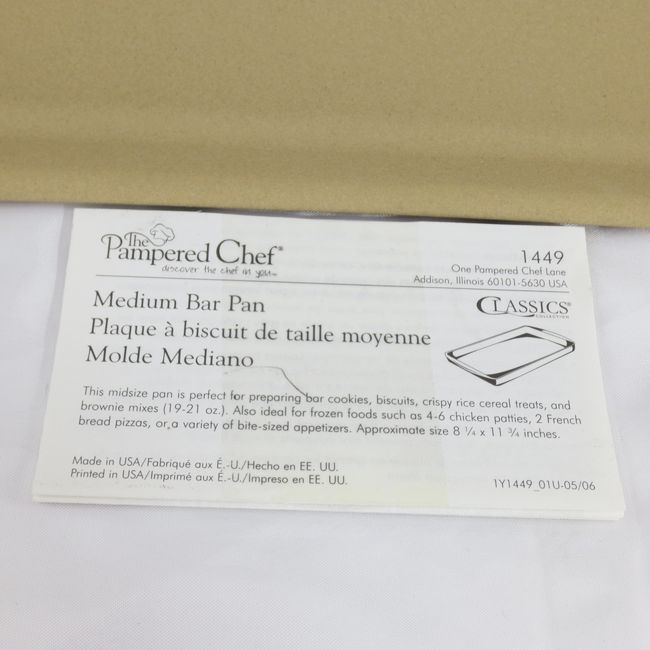 The
Pampered Chef®
discover the chef in you™
1449
One Pampered Chef Lane
Addison, Illinois 60101-5630 USA
Medium Bar Pan
Plaque à biscuit de taille moyenne
Molde Mediano
CLASSICS®
COLLECTION
This midsize pan is perfect for preparing bar cookies, biscuits, crispy rice cereal treats, and
brownie mixes (19-21 oz.). Also ideal for frozen foods such as 4-6 chicken patties, 2 French
bread pizzas, or a variety of bite-sized appetizers. Approximate size 8 ¼ x 11 ¾ inches.
Made in USA/Fabriqué aux É.-U./Hecho en EE. UU.
Printed in USA/Imprimé aux É.-U./Impreso en EE. UU.
1Y1449_01U-05/06